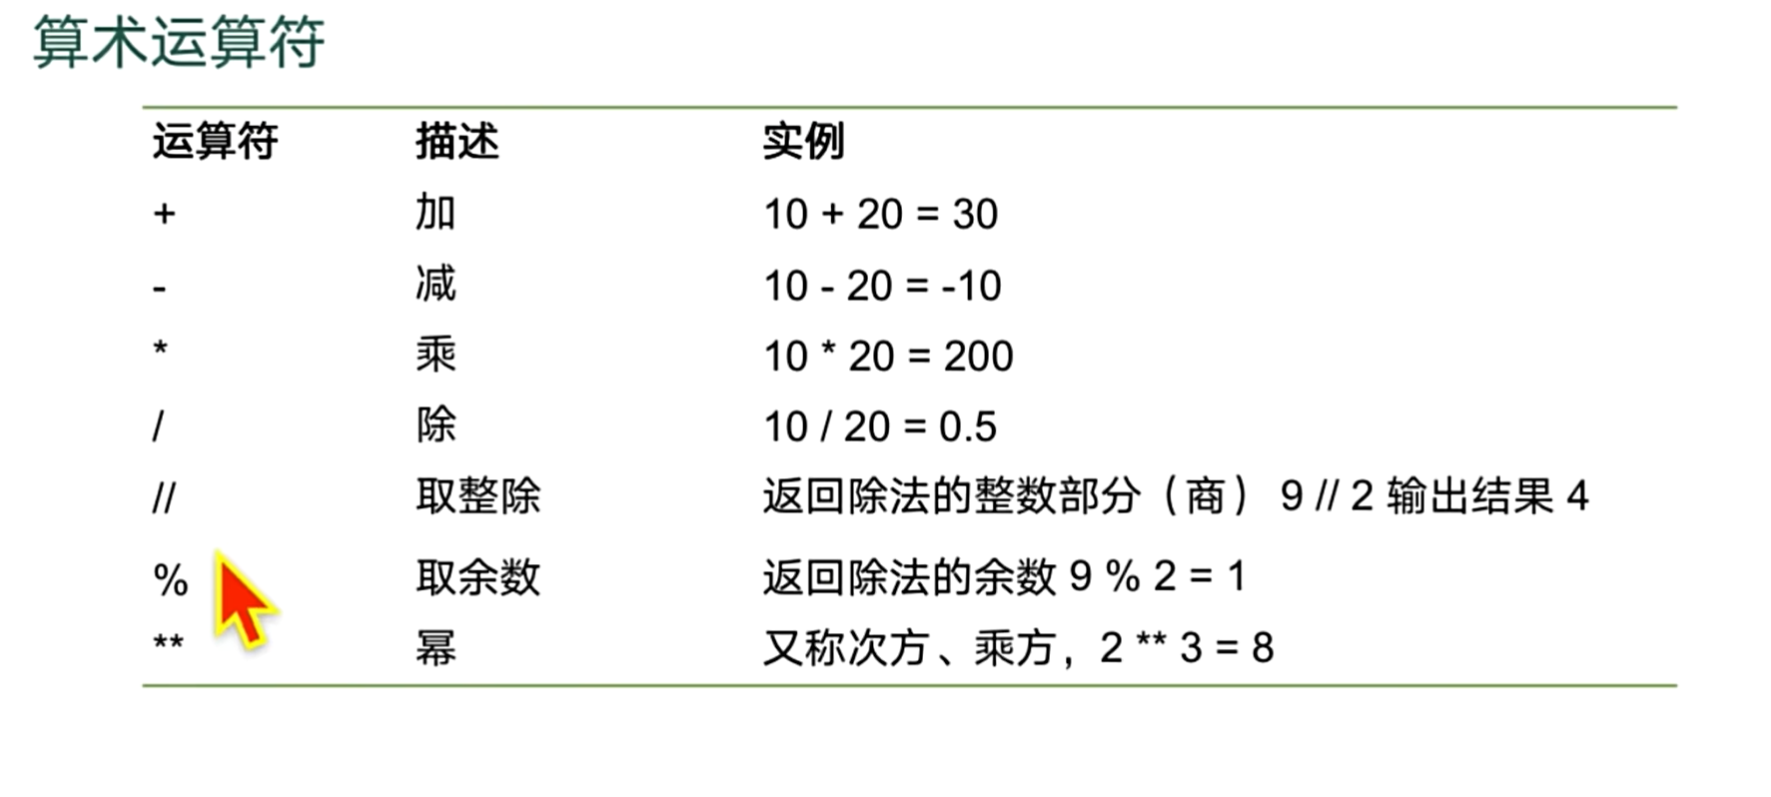 算术运算符
运算符 描述 实例
+ 加 10 + 20 = 30
- 减 10 - 20 = -10
* 乘 10 * 20 = 200
/ 除 10 / 20 = 0.5
// 取整除 返回除法的整数部分（商） 9 // 2 输出结果 4
% 取余数 返回除法的余数 9 % 2 = 1
** 幂 又称次方、乘方，2 ** 3 = 8